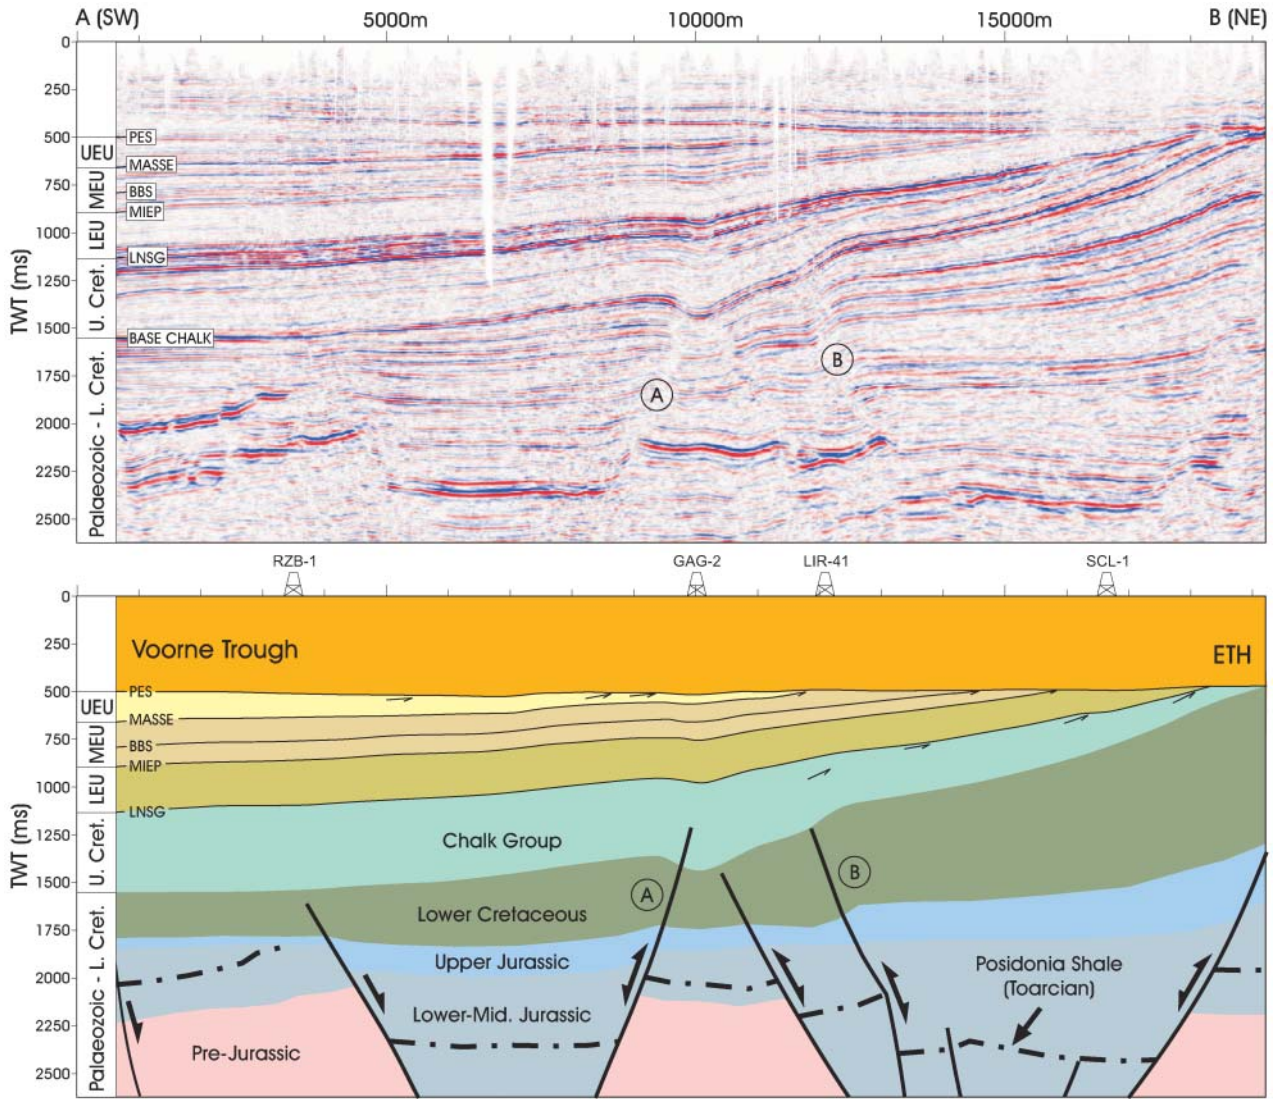 A (SW) 5000m 10000m 15000m B (NE)
0
250
500
750
1000
1250
1500
1750
2000
2250
2500
TWT (ms)
UEU
MEU
LEU
U. Cret.
Palaeozoic - L. Cret.
PES
MASSE
BBS
MIEP
LNSG
BASE CHALK
A
B
RZB-1 GAG-2 LIR-41 SCL-1
0
250
500
750
1000
1250
1500
1750
2000
2250
2500
TWT (ms)
UEU
MEU
LEU
U. Cret.
Palaeozoic - L. Cret.
Voorne Trough
ETH
PES
MASSE
BBS
MIEP
LNSG
Chalk Group
A
B
Lower Cretaceous
Upper Jurassic
Posidonia Shale
(Toarcian)
Lower-Mid. Jurassic
Pre-Jurassic